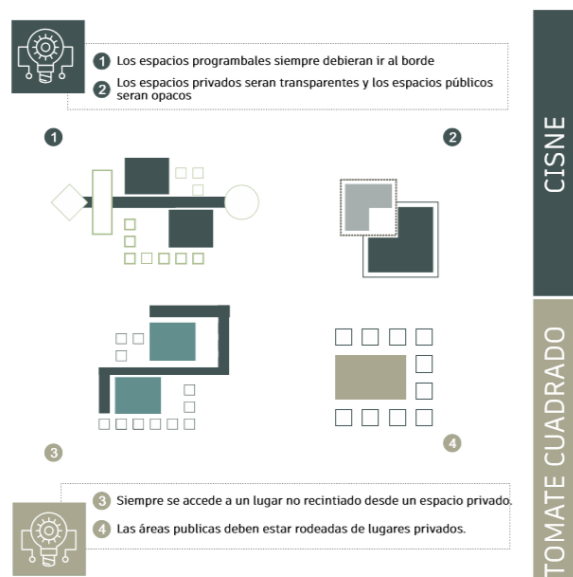 1 Los espacios programbales siempre debieran ir al borde
2 Los espacios privados seran transparentes y los espacios públicos
seran opacos
1
2
CISNE
3
4
TOMATE CUADRADO
3 Siempre se accede a un lugar no recintiado desde un espacio privado.
4 Las áreas publicas deben estar rodeadas de lugares privados.